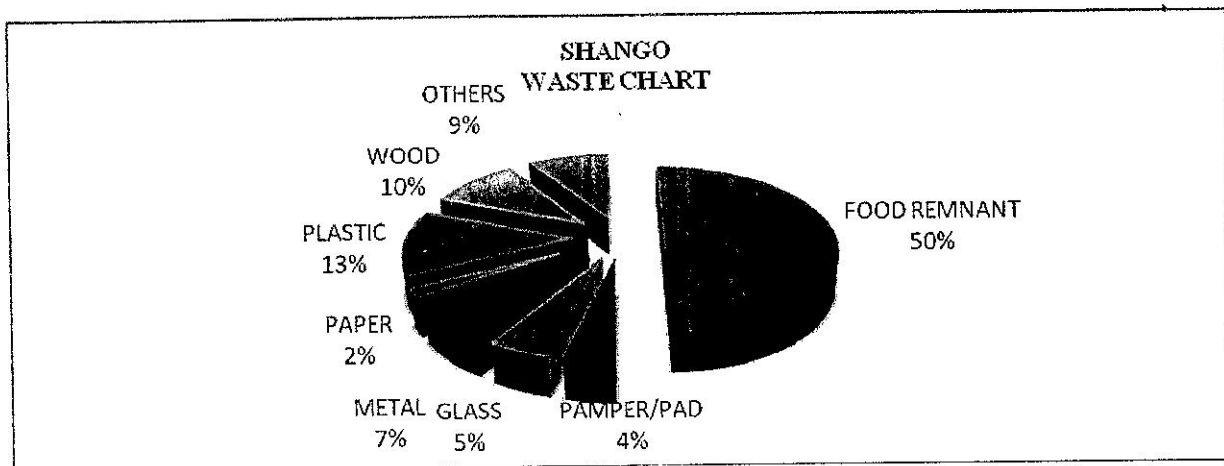 SHANGO
WASTE CHART
OTHERS
9%
WOOD
10%
PLASTIC
13%
PAPER
2%
METAL
7%
GLASS
5%
PAMPER/PAD
4%
FOOD REMNANT
50%